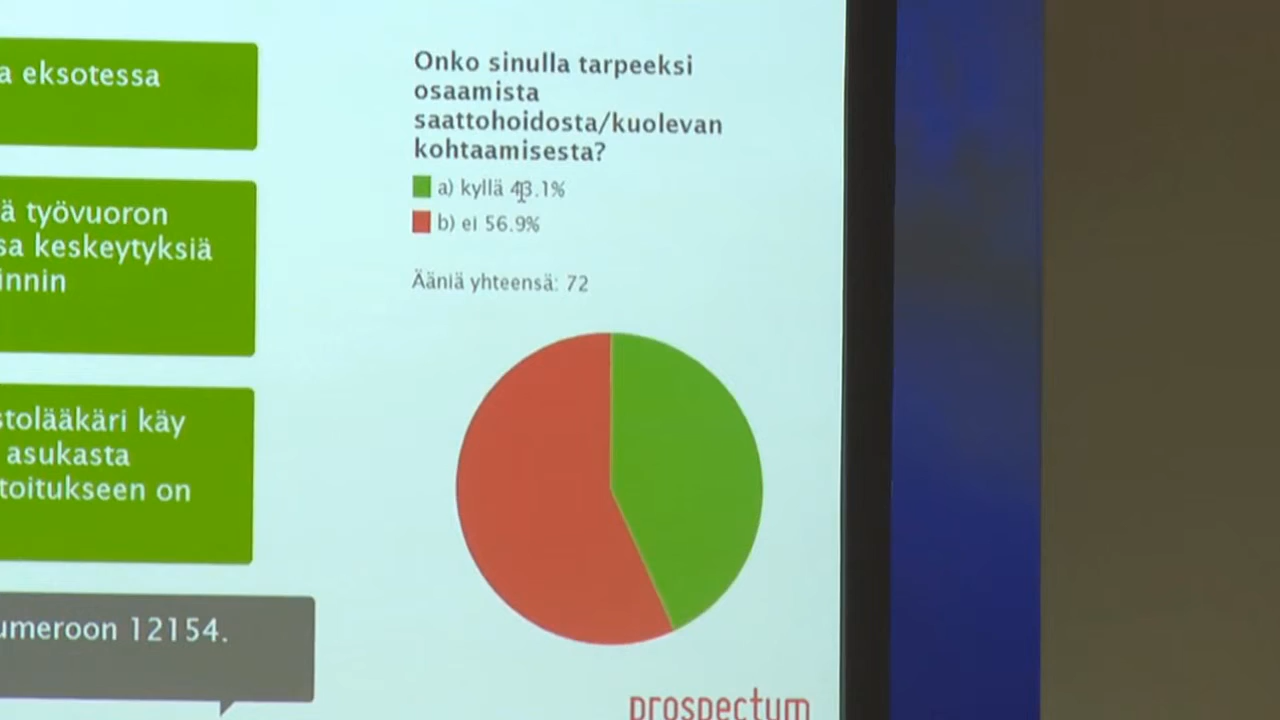 a eksotessa
ä työvuoron
sa keskeytyksiä
innin
stolääkäri käy
asukasta
toitukseen on
umeroon 12154.
Onko sinulla tarpeeksi
osaamista
saattohoidosta/kuolevan
kohtaamisesta?
a) kyllä 43.1%
b) ei 56.9%
Ääniä yhteensä: 72
prospectum